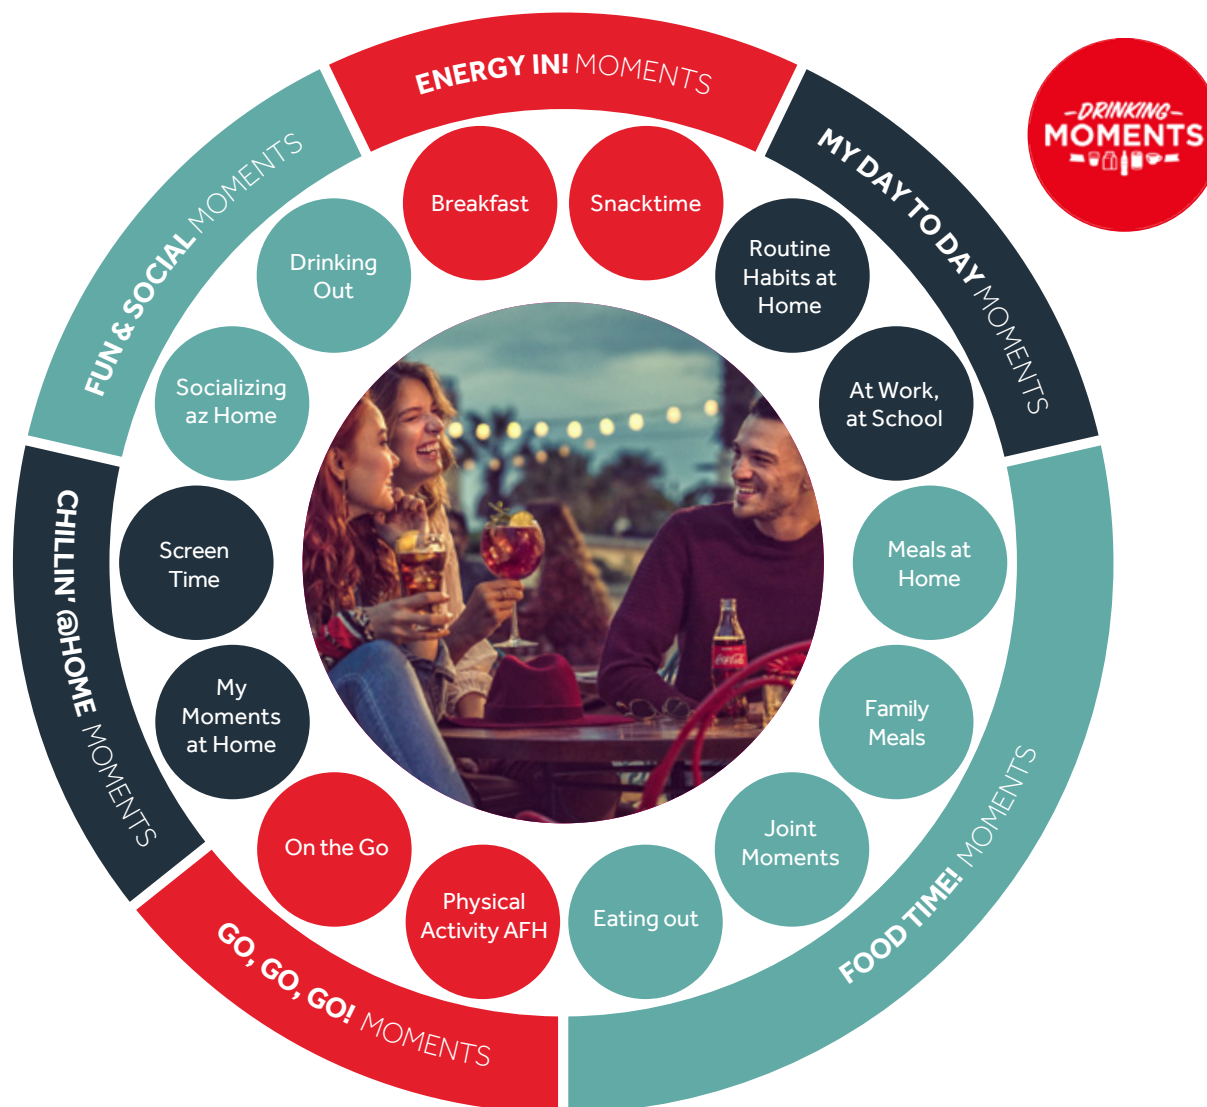 ENERGY IN! MOMENTS
Breakfast
Snacktime
MY DAY TO DAY MOMENTS
Routine
Habits at
Home
At Work,
at School
FOOD TIME! MOMENTS
Meals at
Home
Family
Meals
Joint
Moments
Eating out
GO, GO, GO! MOMENTS
Physical
Activity AFH
On the Go
CHILLIN' @HOME MOMENTS
My
Moments
at Home
Screen
Time
FUN & SOCIAL MOMENTS
Socializing
az Home
Drinking
Out
-DRINKING-
MOMENTS
Coca-Cola